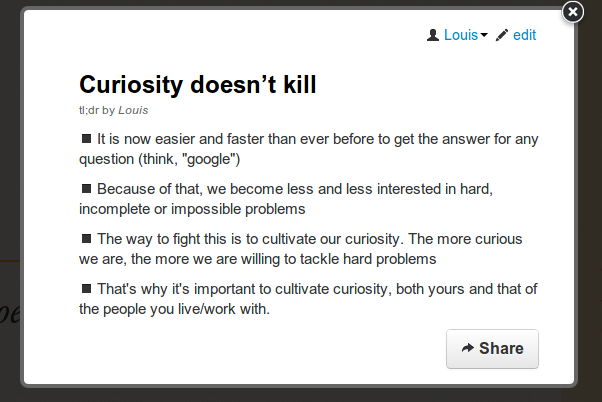 Louis edit
Curiosity doesn’t kill
tl;dr by Louis
It is now easier and faster than ever before to get the answer for any
question (think, "google")
Because of that, we become less and less interested in hard,
incomplete or impossible problems
The way to fight this is to cultivate our curiosity. The more curious
we are, the more we are willing to tackle hard problems
That's why it's important to cultivate curiosity, both yours and that of
the people you live/work with.
Share